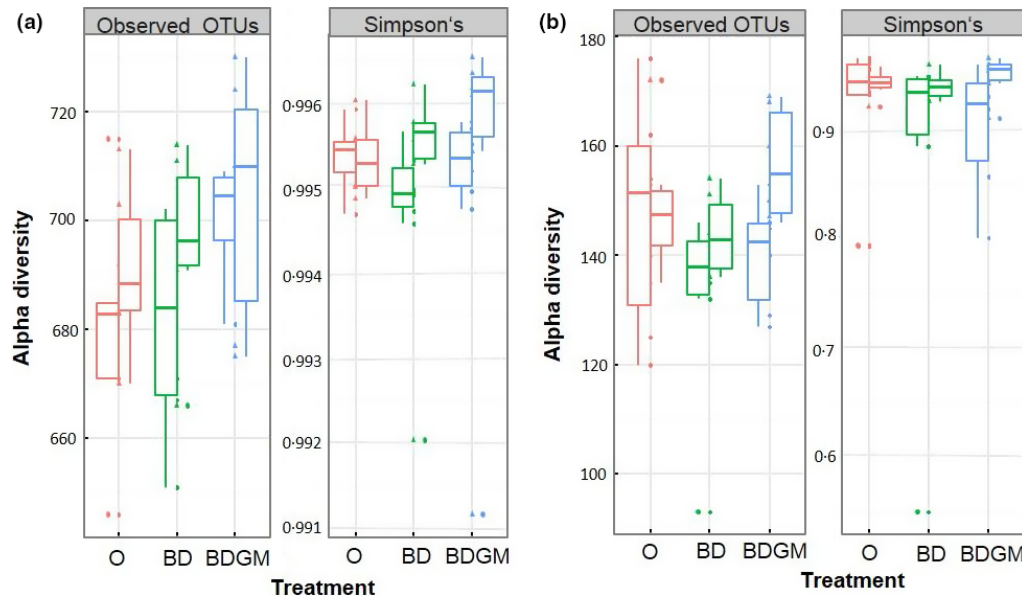 (a)
Observed OTUs
Simpson‘s
Alpha diversity
720
700
680
660
0·996
0·995
0·994
0·993
0·992
0·991
O BD BDGM
O BD BDGM
Treatment
(b)
Observed OTUs
Simpson‘s
Alpha diversity
180
160
140
120
100
0·9
0·8
0·7
0·6
O BD BDGM
O BD BDGM
Treatment